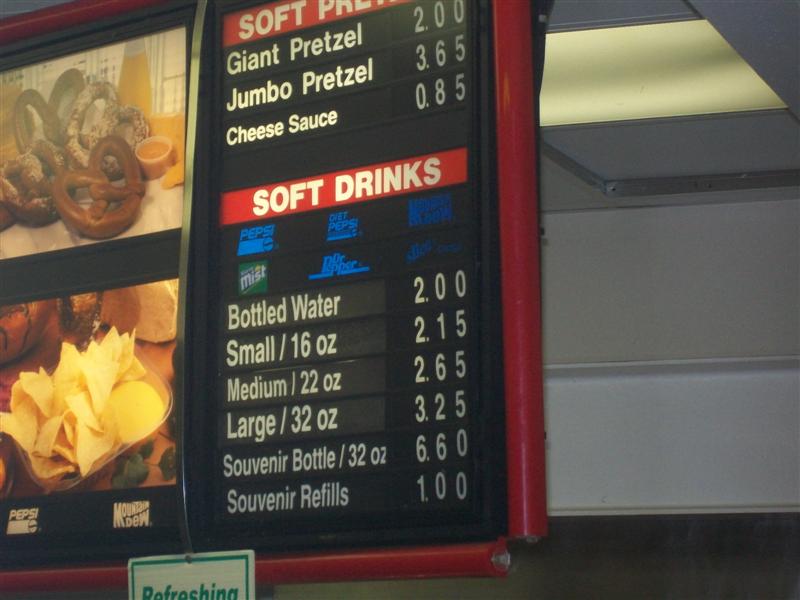 SOFT PRET
Giant Pretzel 2.00
Jumbo Pretzel 3.65
Cheese Sauce 0.85
SOFT DRINKS
PEPSI DIET PEPSI MOUNTAIN DEW
mist Dr Pepper
Bottled Water 2.00
Small / 16 oz 2.15
Medium / 22 oz 2.65
Large / 32 oz 3.25
Souvenir Bottle / 32 oz 6.60
Souvenir Refills 1.00
PEPSI MOUNTAIN DEW
Refreshing